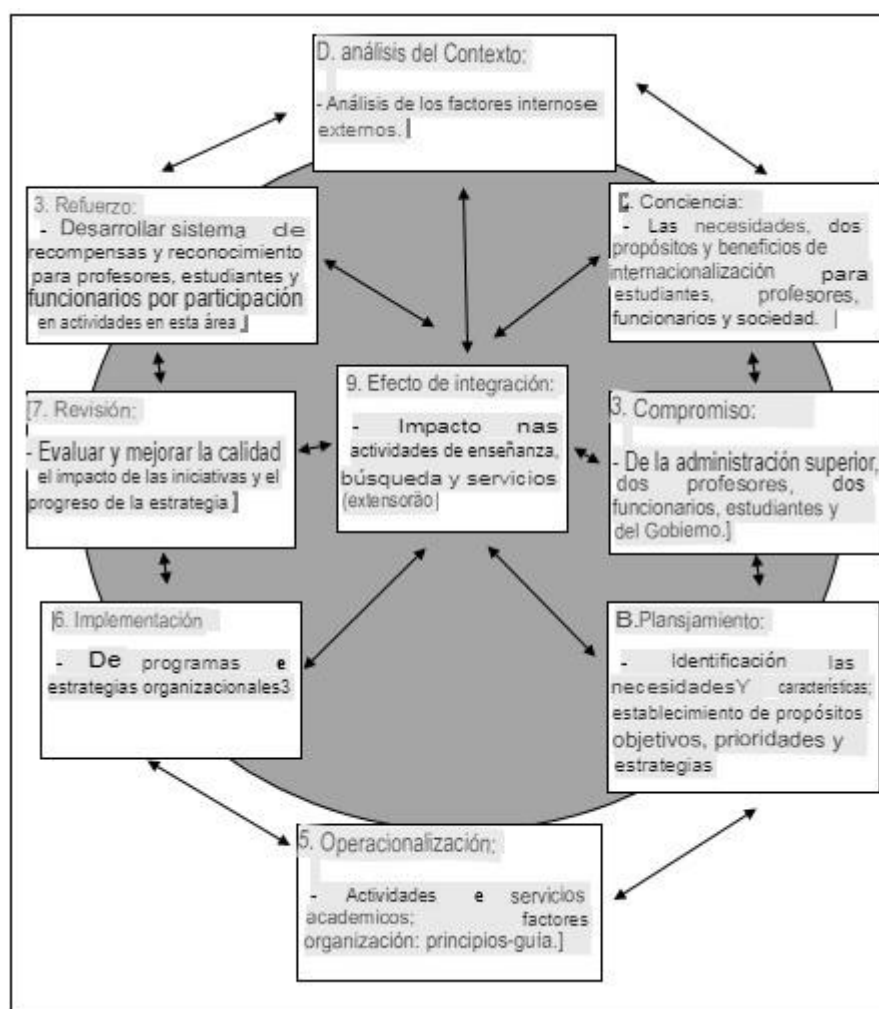 D. análisis del Contexto:
- Análisis de los factores internose
externos.
3. Refuerzo:
- Desarrollar sistema de
recompensas y reconocimiento
para profesores, estudiantes y
funcionarios por participación
en actividades en esta área ]
C. Conciencia:
- Las necesidades, dos
propósitos y beneficios de
internacionalización para
estudiantes, profesores,
funcionarios y sociedad. |
9. Efecto de integración:
- Impacto nas
actividades de enseñanza,
búsqueda y servicios
(extensorão|
[7. Revisión:
- Evaluar y mejorar la calidad
el impacto de las iniciativas y el
progreso de la estrategia ]
3. Compromiso:
- De la administración superior,
dos profesores, dos
funcionarios, estudiantes y
del Gobierno.]
|6. Implementación
- De programas e
estrategias organizacionales3
B.Plansjamiento:
- Identificación las
necesidadesY características;
establecimiento de propósitos
objetivos, prioridades y
estrategias
5. Operacionalización;
- Actividades e servicios
academicos; factores
organización: principios-guía.]